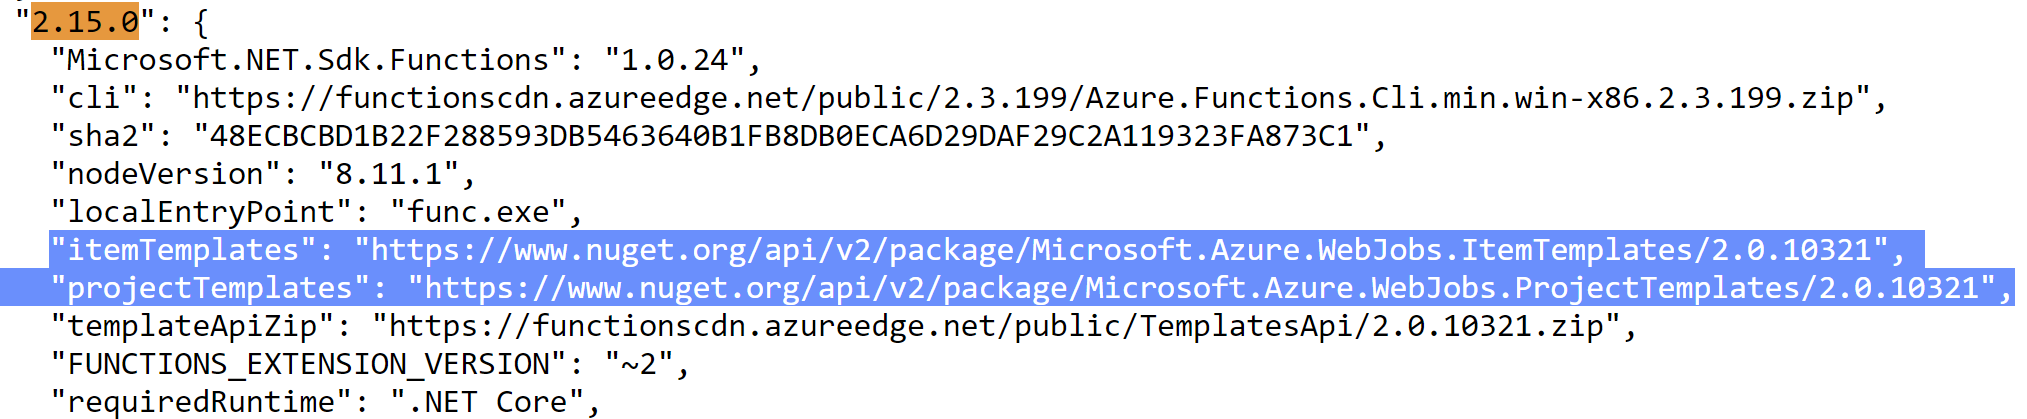 "2.15.0": {
"Microsoft.NET.Sdk.Functions": "1.0.24",
"cli": "https://functionscdn.azureedge.net/public/2.3.199/Azure.Functions.Cli.min.win-x86.2.3.199.zip",
"sha2": "48ECBCBD1B22F288593DB5463640B1FB8DB0ECA6D29DAF29C2A119323FA873C1",
"nodeVersion": "8.11.1",
"localEntryPoint": "func.exe",
"itemTemplates": "https://www.nuget.org/api/v2/package/Microsoft.Azure.WebJobs.ItemTemplates/2.0.10321",
"projectTemplates": "https://www.nuget.org/api/v2/package/Microsoft.Azure.WebJobs.ProjectTemplates/2.0.10321",
"templateApiZip": "https://functionscdn.azureedge.net/public/TemplatesApi/2.0.10321.zip",
"FUNCTIONS_EXTENSION_VERSION": "~2",
"requiredRuntime": ".NET Core",